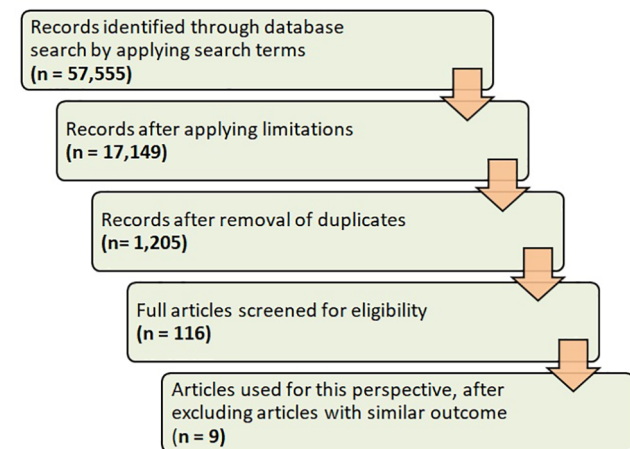 Records identified through database
search by applying search terms
(n = 57,555)
Records after applying limitations
(n = 17,149)
Records after removal of duplicates
(n= 1,205)
Full articles screened for eligibility
(n = 116)
Articles used for this perspective, after
excluding articles with similar outcome
(n = 9)